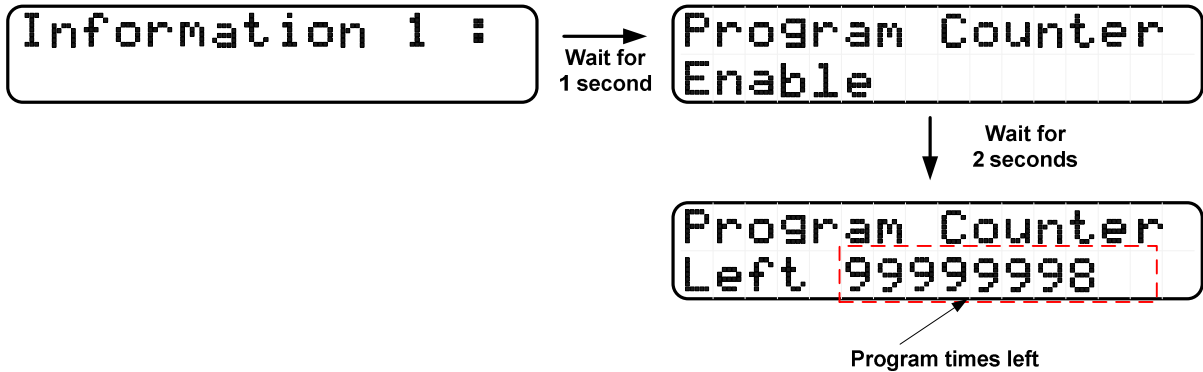 Information 1 :
Wait for
1 second
Program Counter
Enable
Wait for
2 seconds
Program Counter
Left 99999998
Program times left